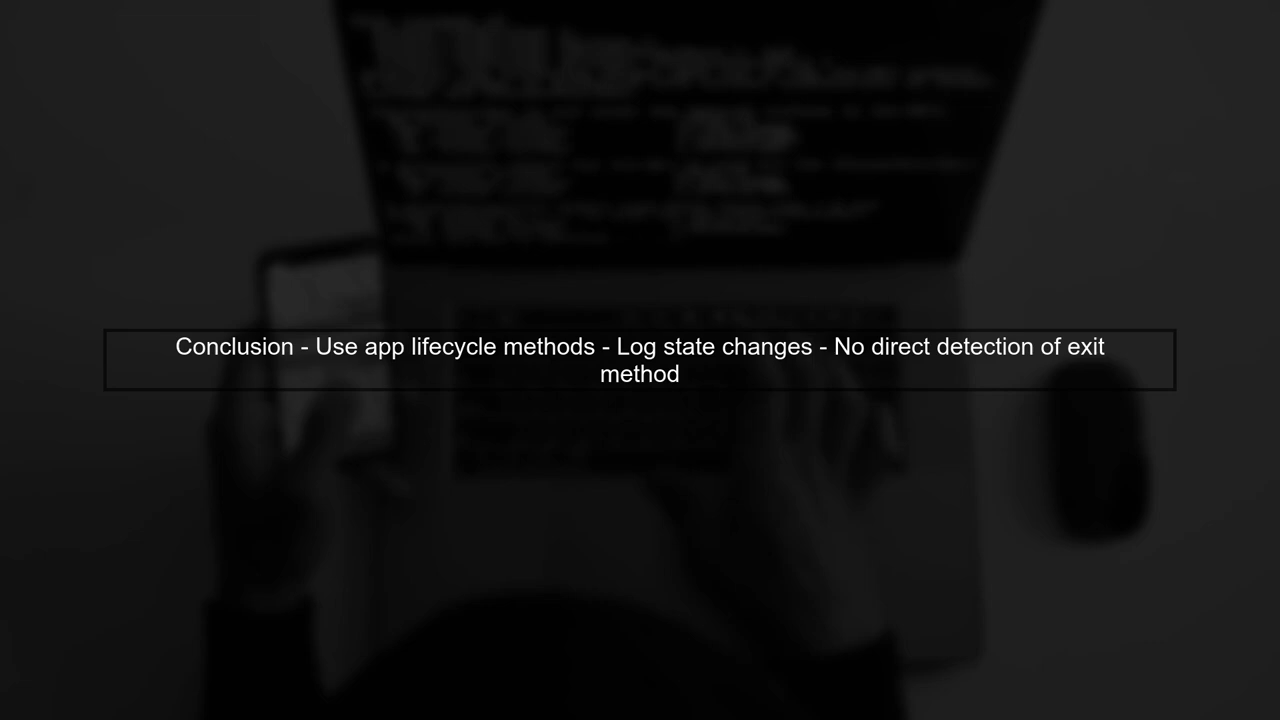 Conclusion - Use app lifecycle methods - Log state changes - No direct detection of exit
method